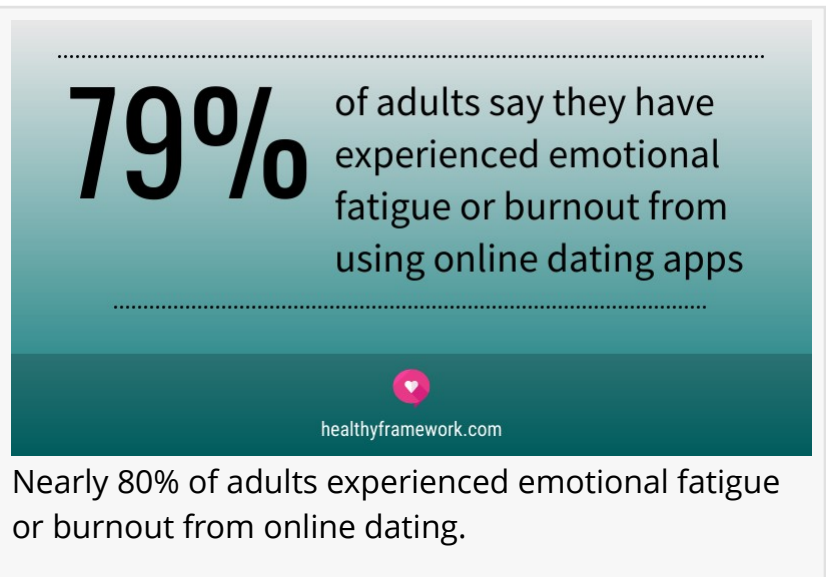 79%
of adults say they have
experienced emotional
fatigue or burnout from
using online dating apps
healthyframework.com
Nearly 80% of adults experienced emotional fatigue
or burnout from online dating.